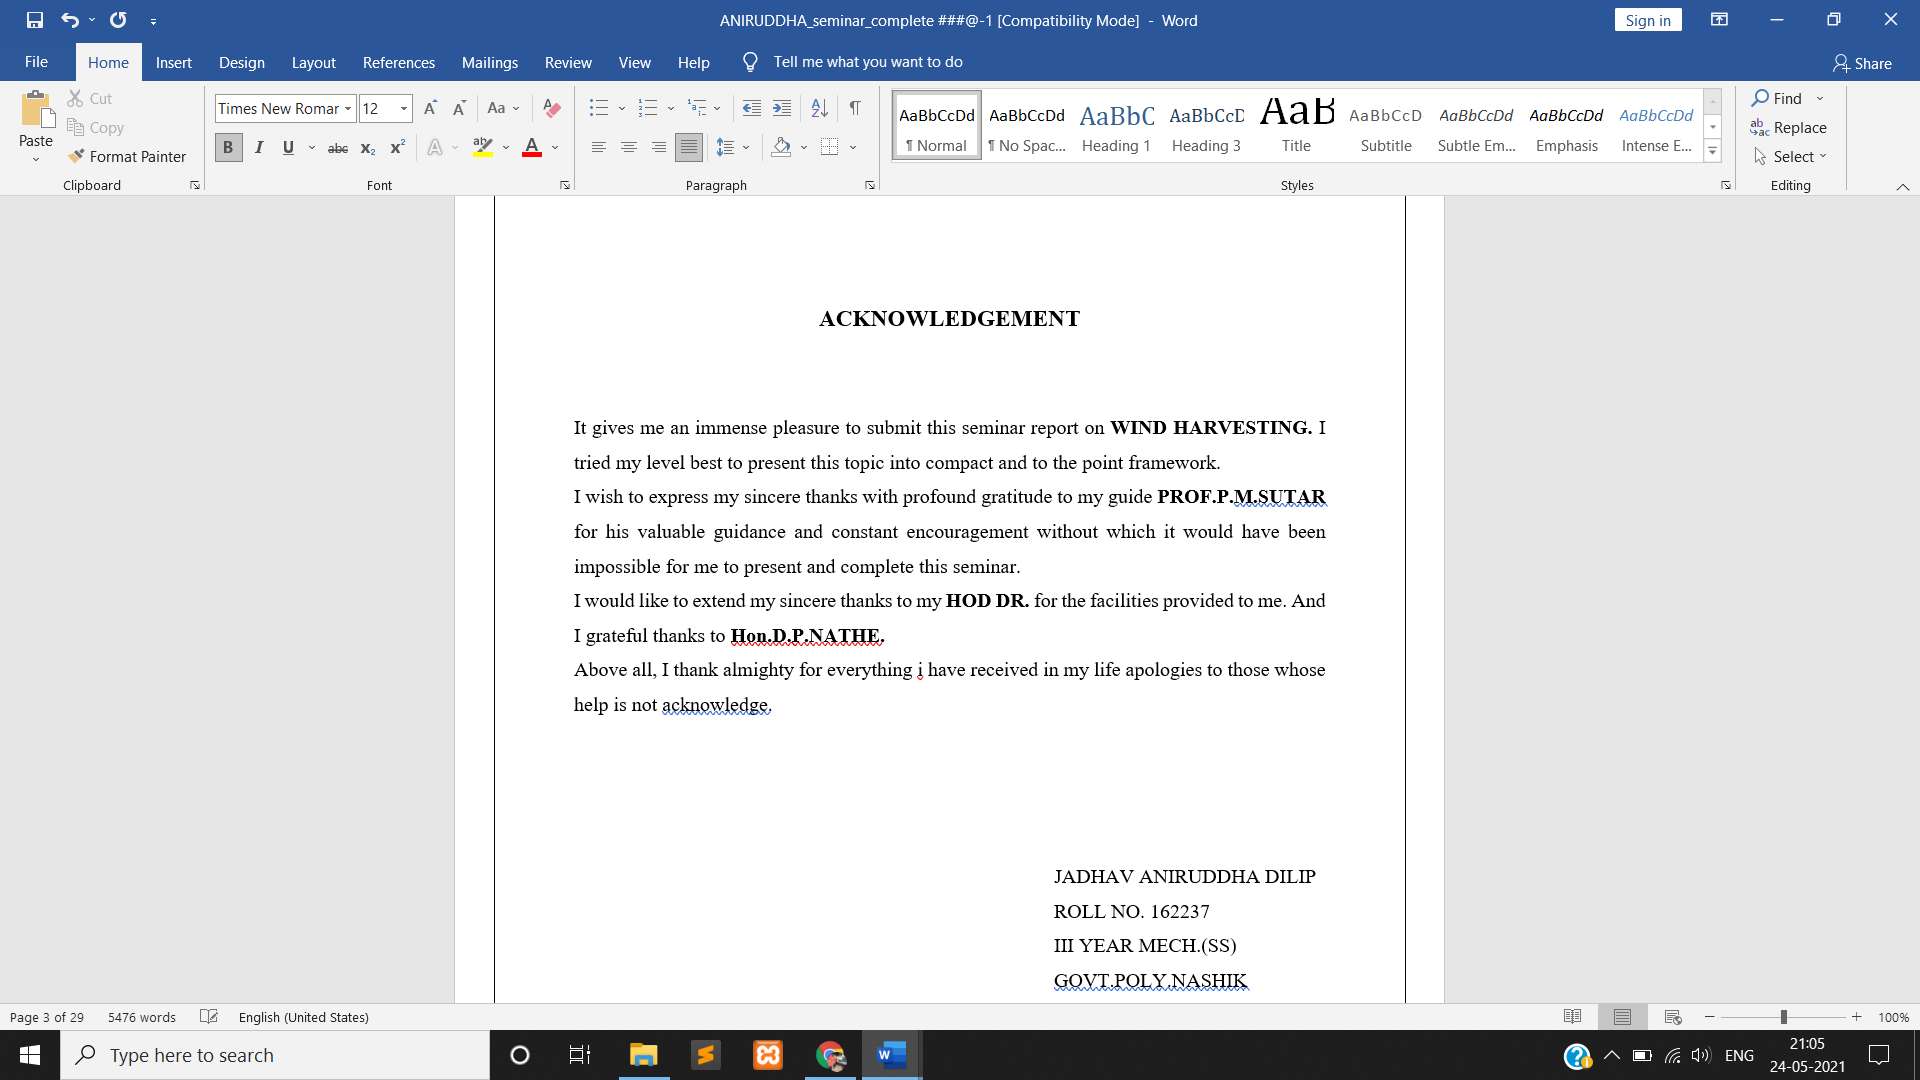 ANIRUDDHA_seminar_complete ###@-1 [Compatibility Mode] - Word
Sign in
File Home Insert Design Layout References Mailings Review View Help Tell me what you want to do
Share
Paste
Cut
Copy
Format Painter
Clipboard
Times New Romar 12
Aa
B I U abc x₂ x² A ab A
Font
Paragraph
AaBbCcDd AaBbCcDd AaBbC AaBbCcD AaB AaBbCcD AaBbCcDd AaBbCcDd AaBbCcDd
¶ Normal ¶ No Spac... Heading 1 Heading 3 Title Subtitle Subtle Em... Emphasis Intense E...
Styles
Find
Replace
Select
Editing
ACKNOWLEDGEMENT
It gives me an immense pleasure to submit this seminar report on WIND HARVESTING. I
tried my level best to present this topic into compact and to the point framework.
I wish to express my sincere thanks with profound gratitude to my guide PROF.P.M.SUTAR
for his valuable guidance and constant encouragement without which it would have been
impossible for me to present and complete this seminar.
I would like to extend my sincere thanks to my HOD DR. for the facilities provided to me. And
I grateful thanks to Hon.D.P.NATHE.
Above all, I thank almighty for everything i have received in my life apologies to those whose
help is not acknowledge.
JADHAV ANIRUDDHA DILIP
ROLL NO. 162237
III YEAR MECH.(SS)
GOVT.POLY.NASHIK
Page 3 of 29 5476 words English (United States) 100%
Type here to search
ENG
21:05
24-05-2021